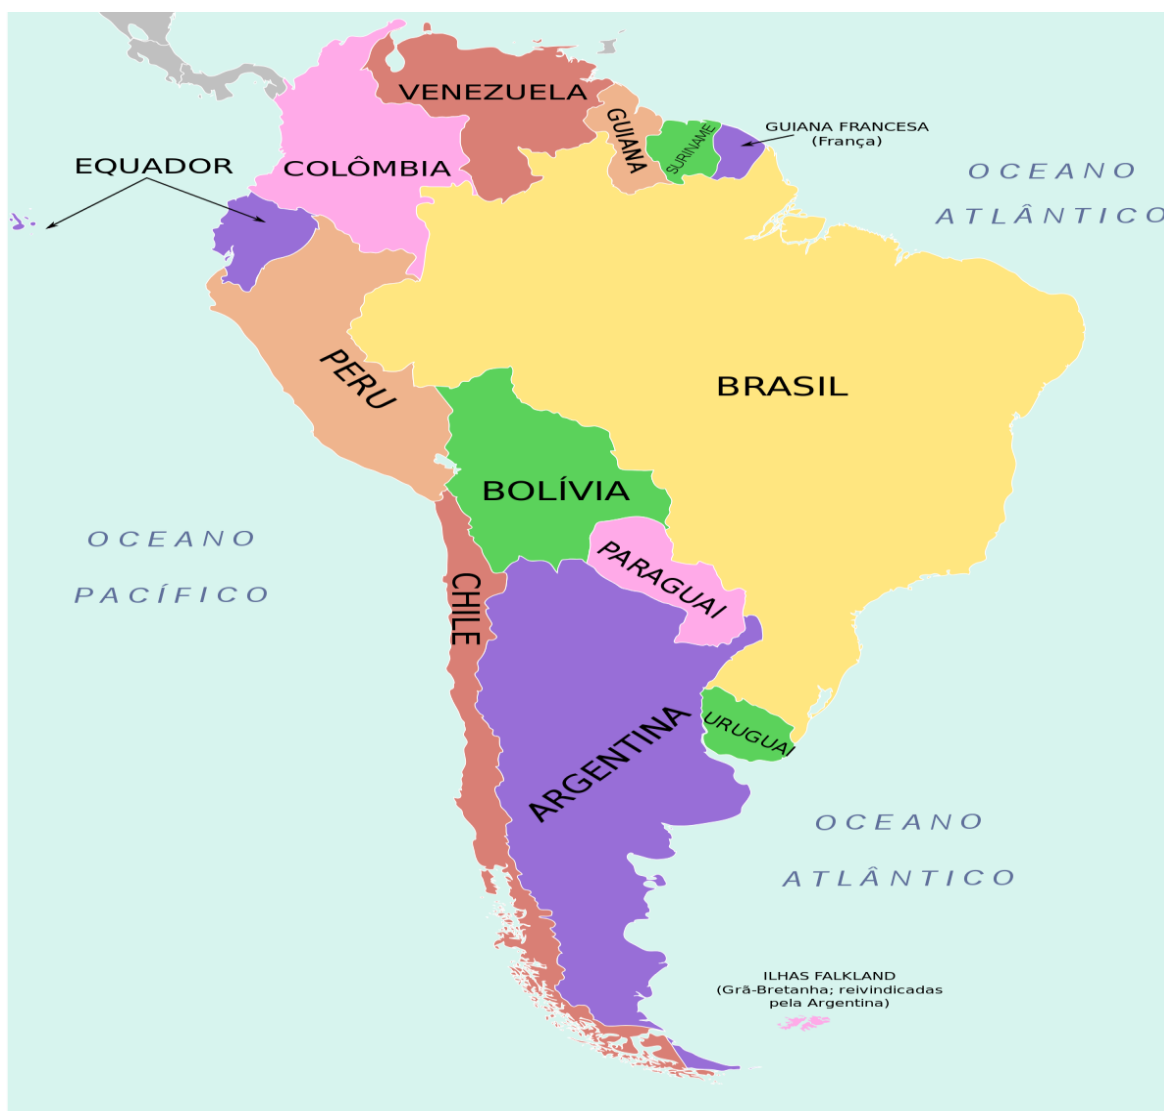 VENEZUELA
GUIANA
SURINAME
GUIANA FRANCESA
(França)
EQUADOR
COLÔMBIA
OCEANO
ATLÂNTICO
PERU
BRASIL
BOLÍVIA
OCEANO
PACÍFICO
CHILE
PARAGUAI
ARGENTINA
URUGUAI
OCEANO
ATLÂNTICO
ILHAS FALKLAND
(Grã-Bretanha; reivindicadas
pela Argentina)